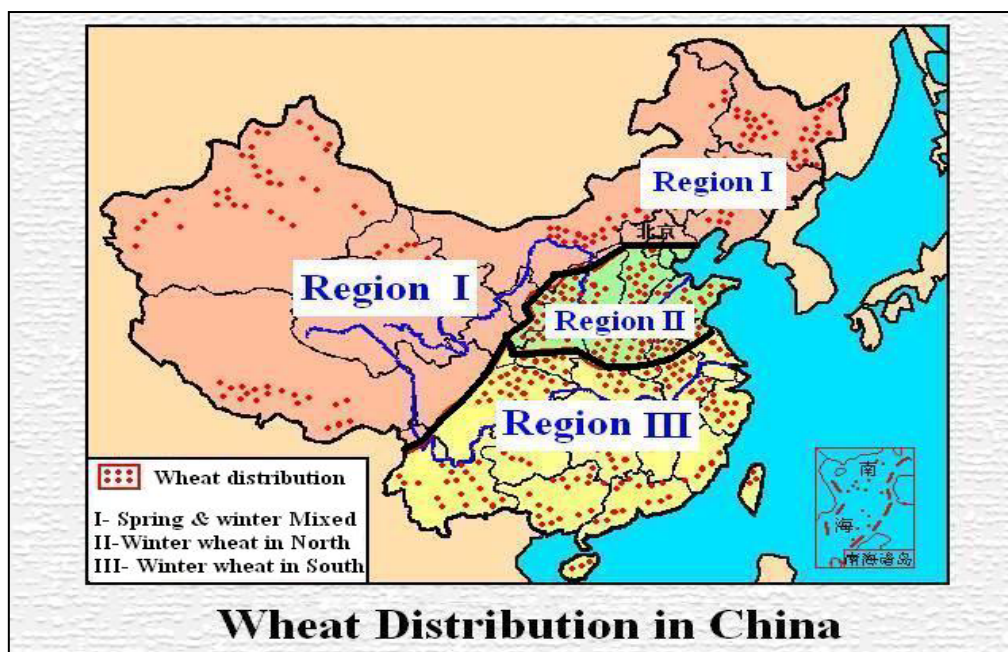 Region I
北京
Region I
Region II
Region III
Wheat distribution
I- Spring & winter Mixed
II-Winter wheat in North
III- Winter wheat in South
南
海
南海诸岛
Wheat Distribution in China